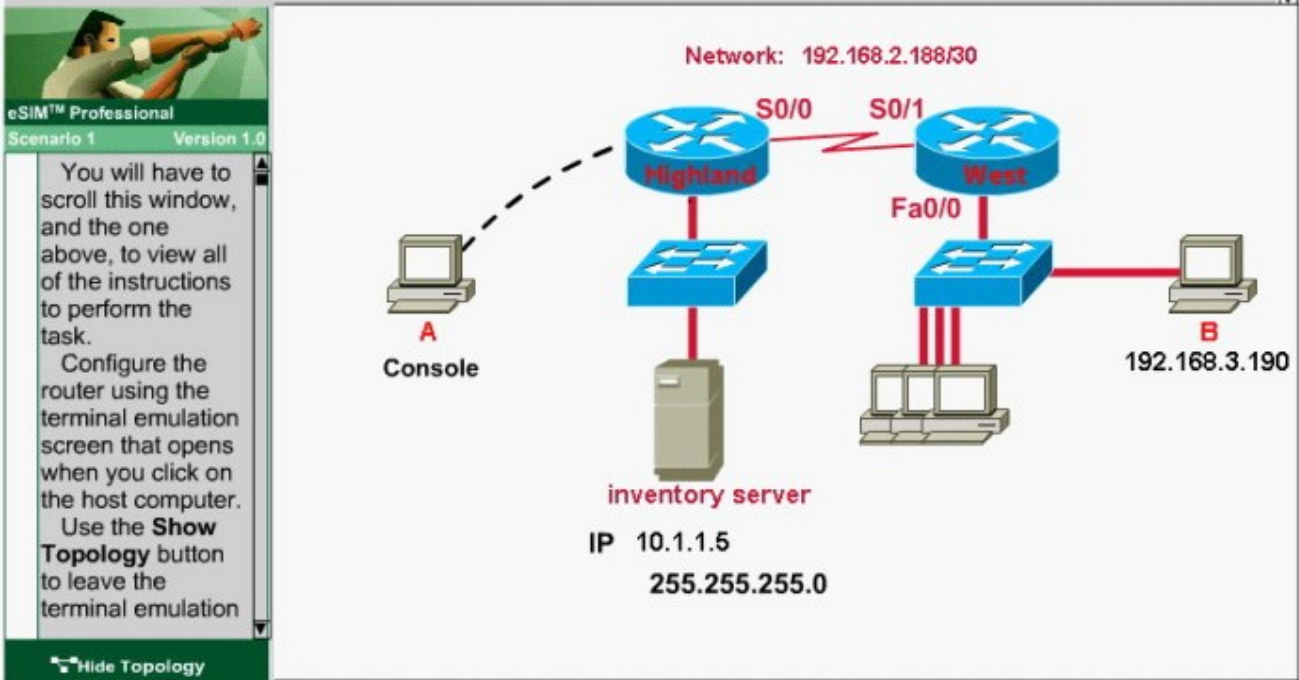 eSIM™ Professional
Scenario 1 Version 1.0
You will have to
scroll this window,
and the one
above, to view all
of the instructions
to perform the
task.
Configure the
router using the
terminal emulation
screen that opens
when you click on
the host computer.
Use the Show
Topology button
to leave the
terminal emulation
Hide Topology
Network: 192.168.2.188/30
S0/0 S0/1
Highland West
Fa0/0
A
Console
B
192.168.3.190
inventory server
IP 10.1.1.5
255.255.255.0